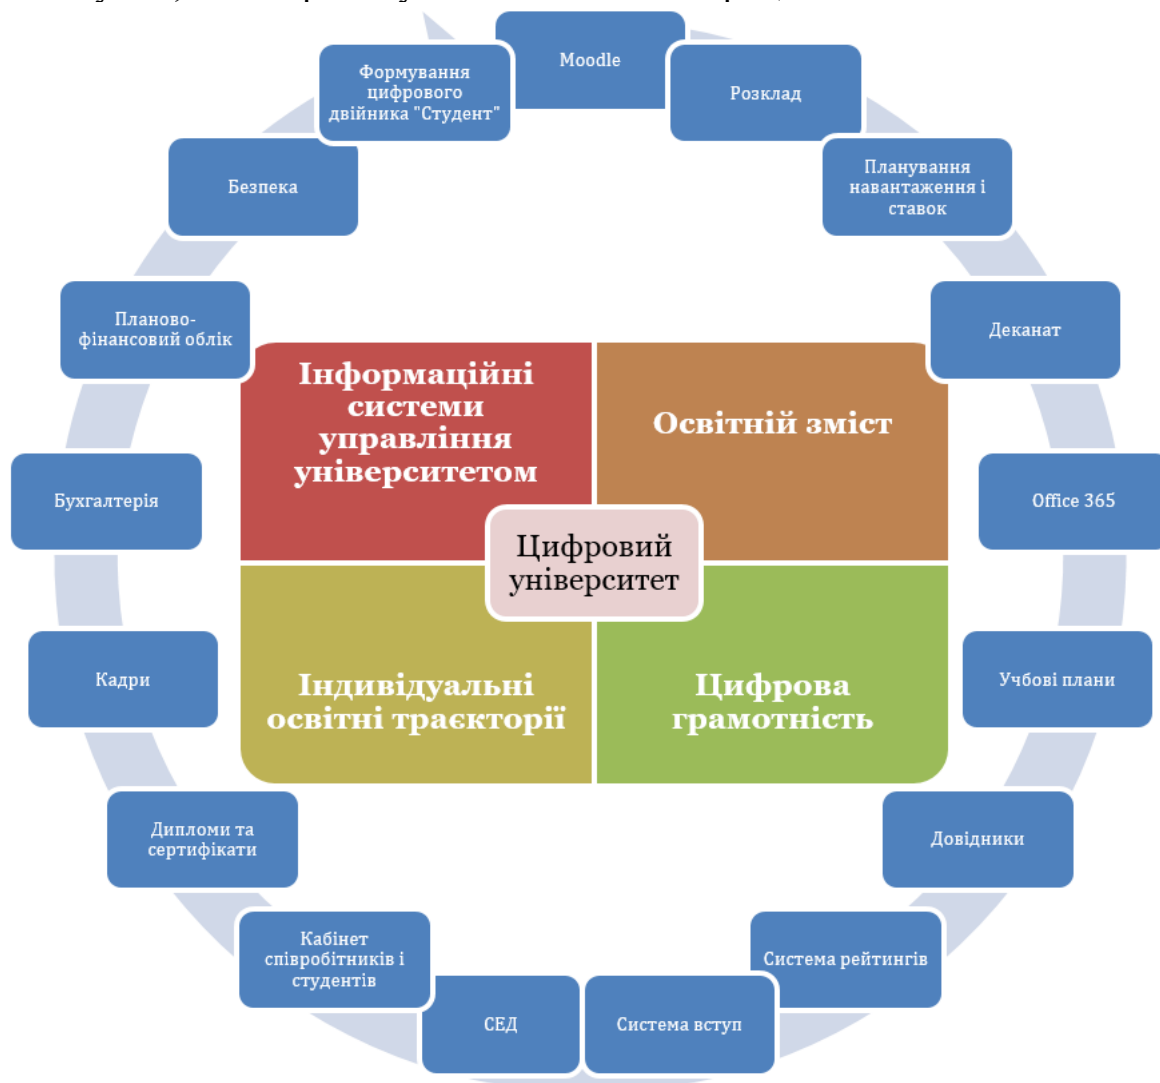 Moodle
Розклад
Планування
навантаження і
ставок
Деканат
Office 365
Учбові плани
Довідники
Система рейтингів
Система вступ
СЕД
Кабінет
співробітників і
студентів
Дипломи та
сертифікати
Кадри
Бухгалтерія
Планово-
фінансовий облік
Безпека
Формування
цифрового
двійника "Студент"
Інформаційні
системи
управління
університетом
Освітній зміст
Цифровий
університет
Індивідуальні
освітні траєкторії
Цифрова
грамотність